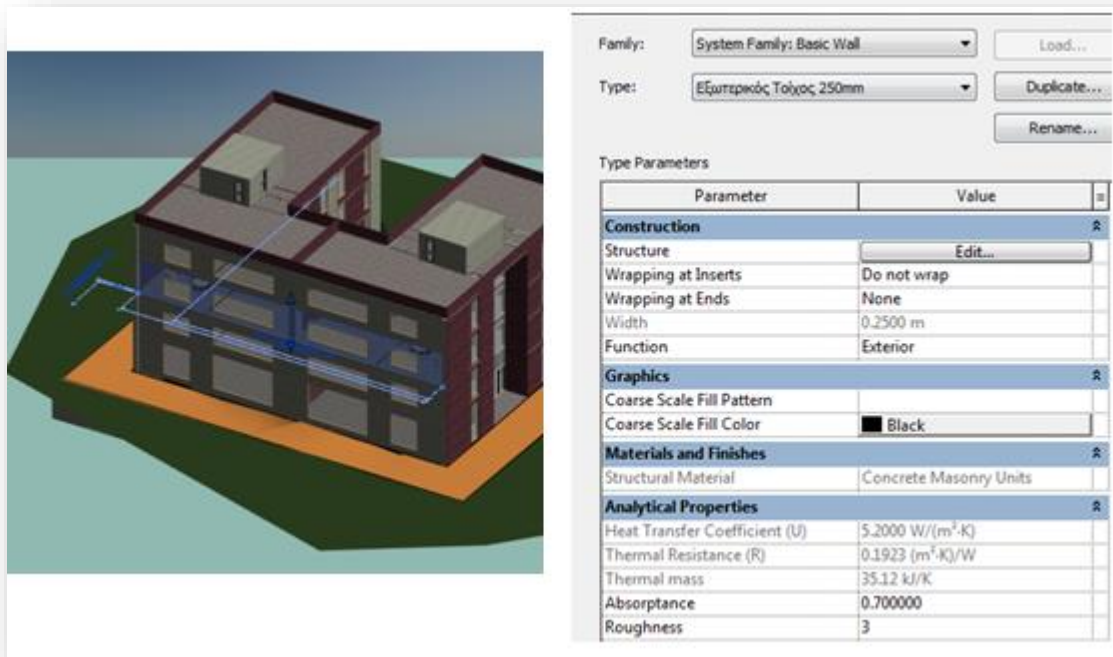 Family: System Family: Basic Wall Load...
Type: Εξωτερικός Τοίχος 250mm Duplicate...
Rename...
Type Parameters
Parameter Value =
Construction
Structure Edit...
Wrapping at Inserts Do not wrap
Wrapping at Ends None
Width 0.2500 m
Function Exterior
Graphics
Coarse Scale Fill Pattern
Coarse Scale Fill Color Black
Materials and Finishes
Structural Material Concrete Masonry Units
Analytical Properties
Heat Transfer Coefficient (U) 5.2000 W/(m²·K)
Thermal Resistance (R) 0.1923 (m²·K)/W
Thermal mass 35.12 kJ/K
Absorptance 0.700000
Roughness 3